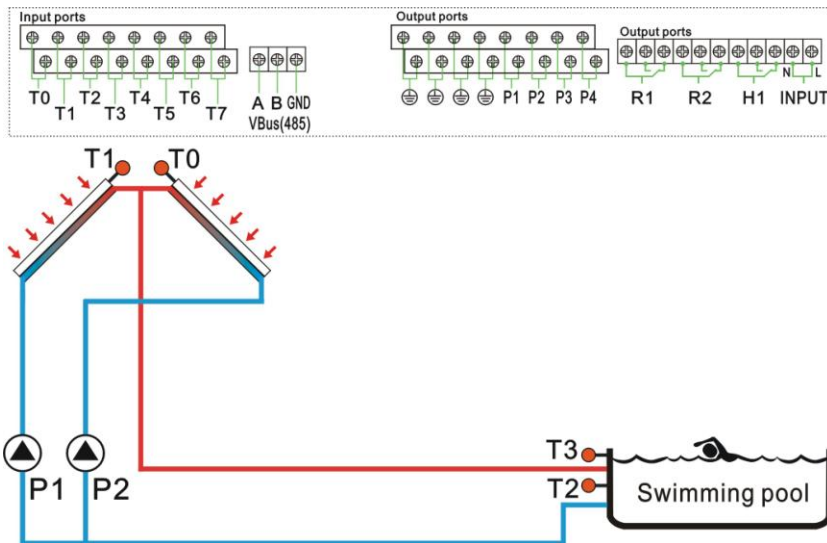 Input ports
T0 T1 T2 T3 T4 T5 T6 T7
A B GND
VBus(485)
Output ports
P1 P2 P3 P4
Output ports
N L
R1 R2 H1 INPUT
T1 T0
P1 P2
T3
T2
Swimming pool